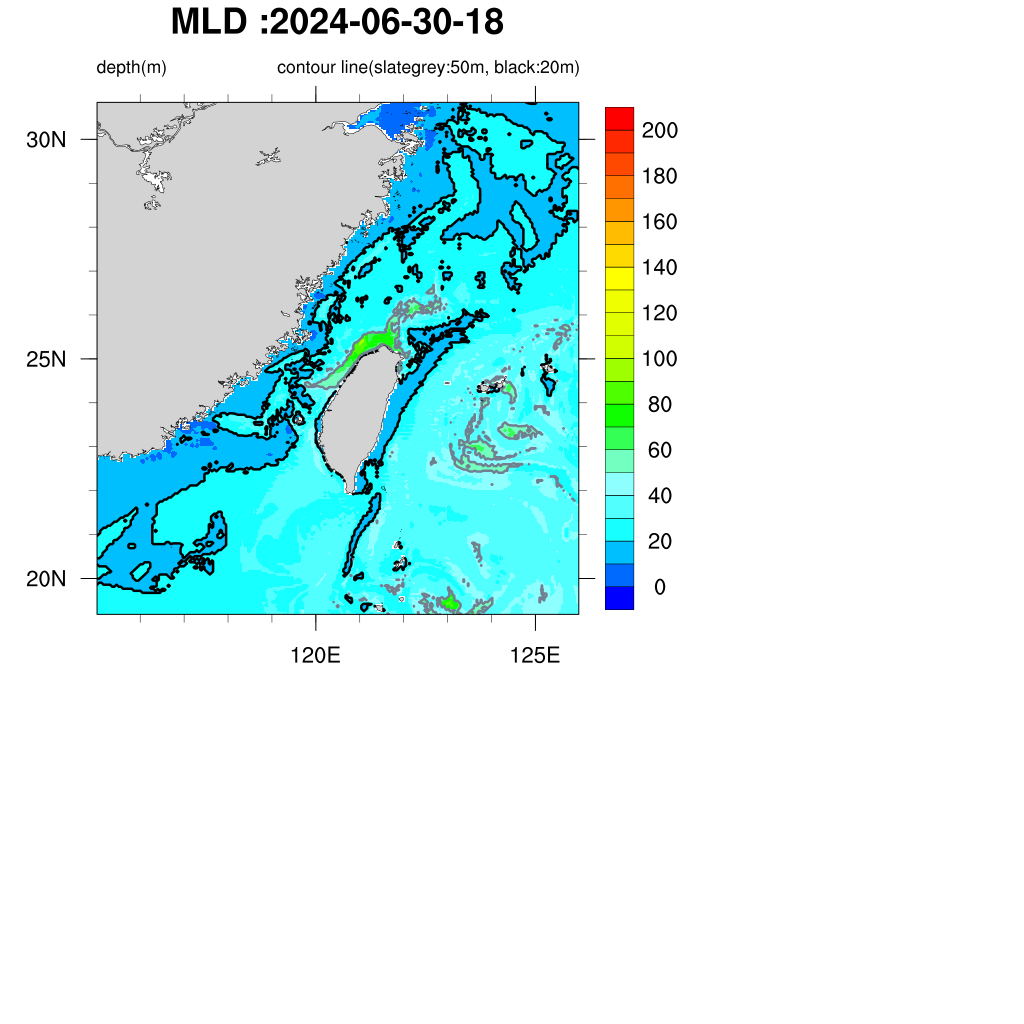 MLD :2024-06-30-18
depth(m)
contour line(slategrey:50m, black:20m)
30N
25N
20N
120E
125E
200
180
160
140
120
100
80
60
40
20
0